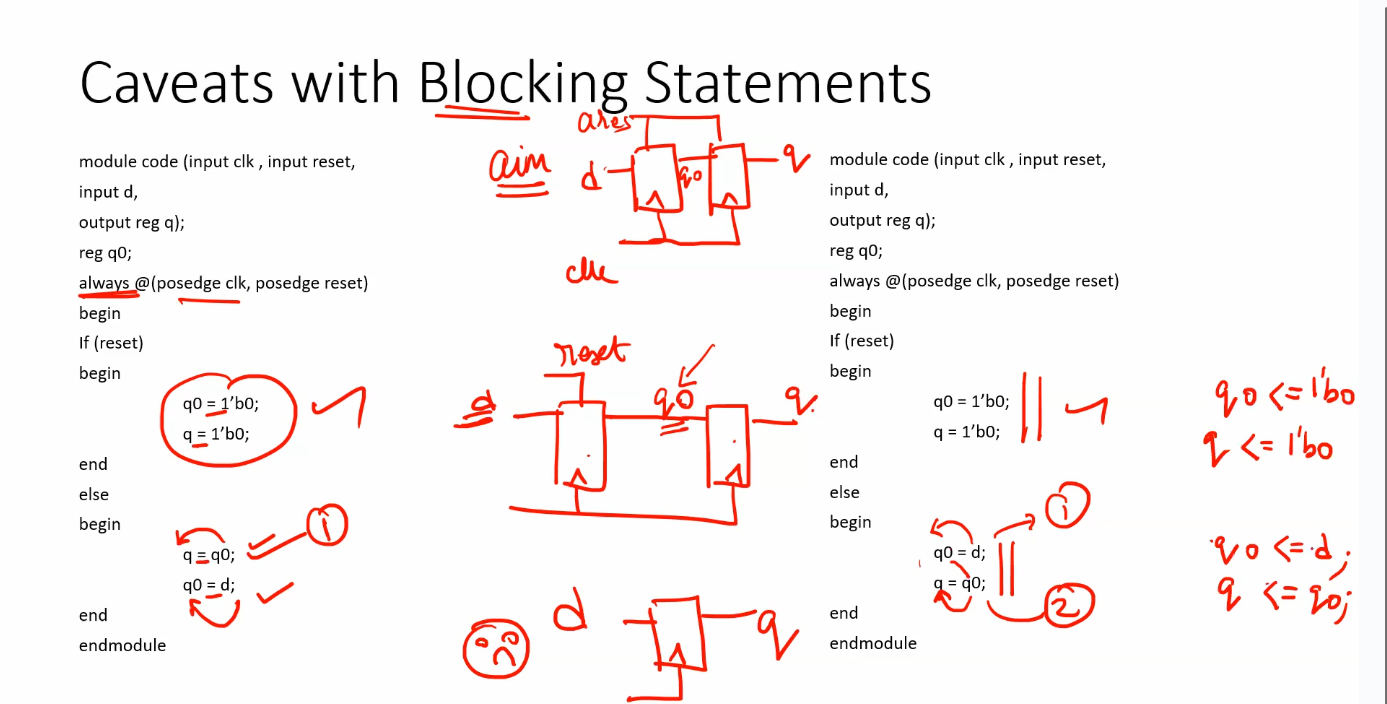 Caveats with Blocking Statements
module code (input clk , input reset,
input d,
output reg q);
reg q0;
always @(posedge clk, posedge reset)
begin
If (reset)
begin
q0 = 1’b0;
q = 1’b0;
end
else
begin
q = q0;
q0 = d;
end
endmodule
1
aim
ares
d
q0
q
clk
reset
d
q0
q
d
q
module code (input clk , input reset,
input d,
output reg q);
reg q0;
always @(posedge clk, posedge reset)
begin
If (reset)
begin
q0 = 1’b0;
q = 1’b0;
end
else
begin
q0 = d;
q = q0;
end
endmodule
1
2
q0 <= 1'b0
q <= 1'b0
q0 <= d;
q <= q0;